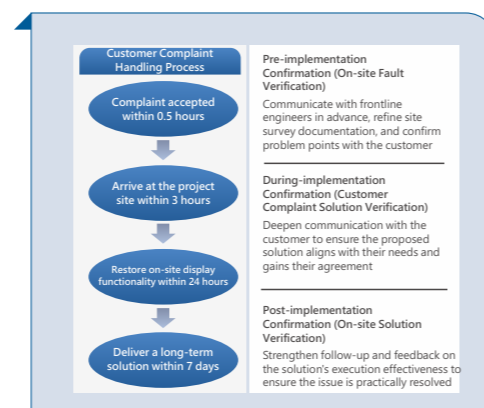 Customer Complaint
Handling Process
Complaint accepted
within 0.5 hours
Arrive at the project
site within 3 hours
Restore on-site display
functionality within 24 hours
Deliver a long-term
solution within 7 days
Pre-implementation
Confirmation (On-site Fault
Verification)
Communicate with frontline
engineers in advance, refine site
survey documentation, and confirm
problem points with the customer
During-implementation
Confirmation (Customer
Complaint Solution Verification)
Deepen communication with the
customer to ensure the proposed
solution aligns with their needs and
gains their agreement
Post-implementation
Confirmation (On-site Solution
Verification)
Strengthen follow-up and feedback on
the solution's execution effectiveness to
ensure the issue is practically resolved